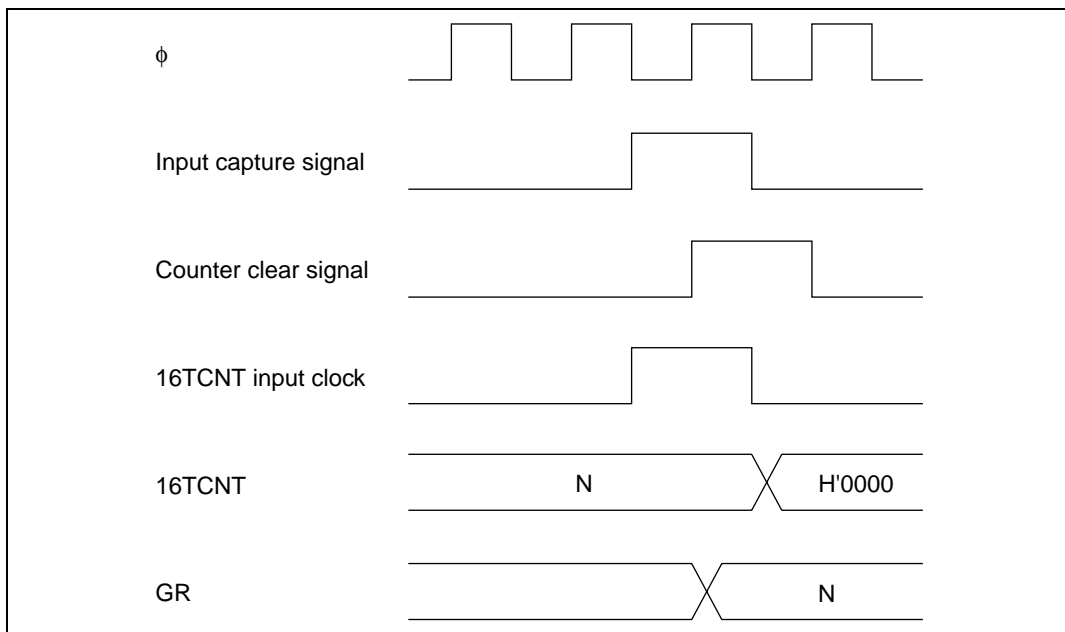 ϕ
Input capture signal
Counter clear signal
16TCNT input clock
16TCNT
N
H'0000
GR
N